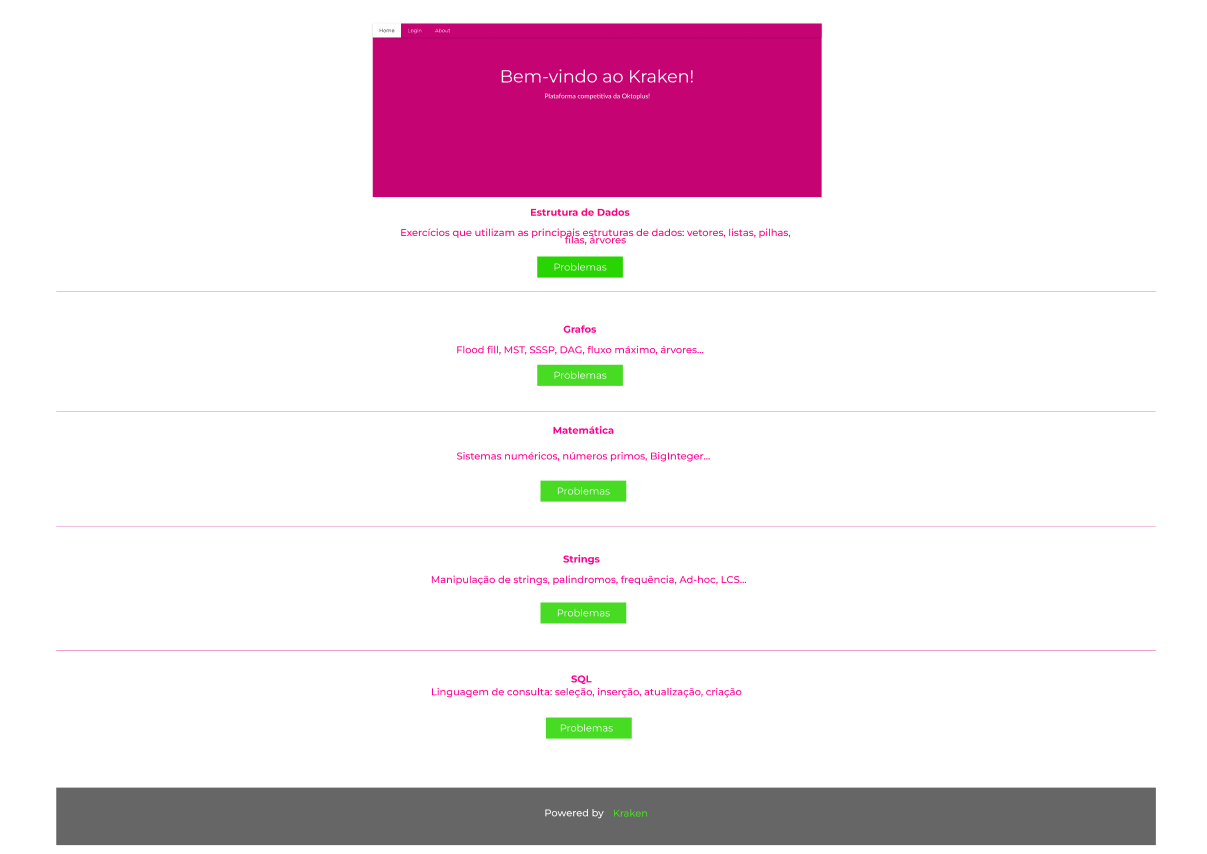 Home Login About
Bem-vindo ao Kraken!
Plataforma competitiva da Oktoplus!
Estrutura de Dados
Exercícios que utilizam as principais estruturas de dados: vetores, listas, pilhas,
filas, árvores
Problemas
Grafos
Flood fill, MST, SSSP, DAG, fluxo máximo, árvores...
Problemas
Matemática
Sistemas numéricos, números primos, BigInteger...
Problemas
Strings
Manipulação de strings, palindromos, frequência, Ad-hoc, LCS...
Problemas
SQL
Linguagem de consulta: seleção, inserção, atualização, criação
Problemas
Powered by Kraken